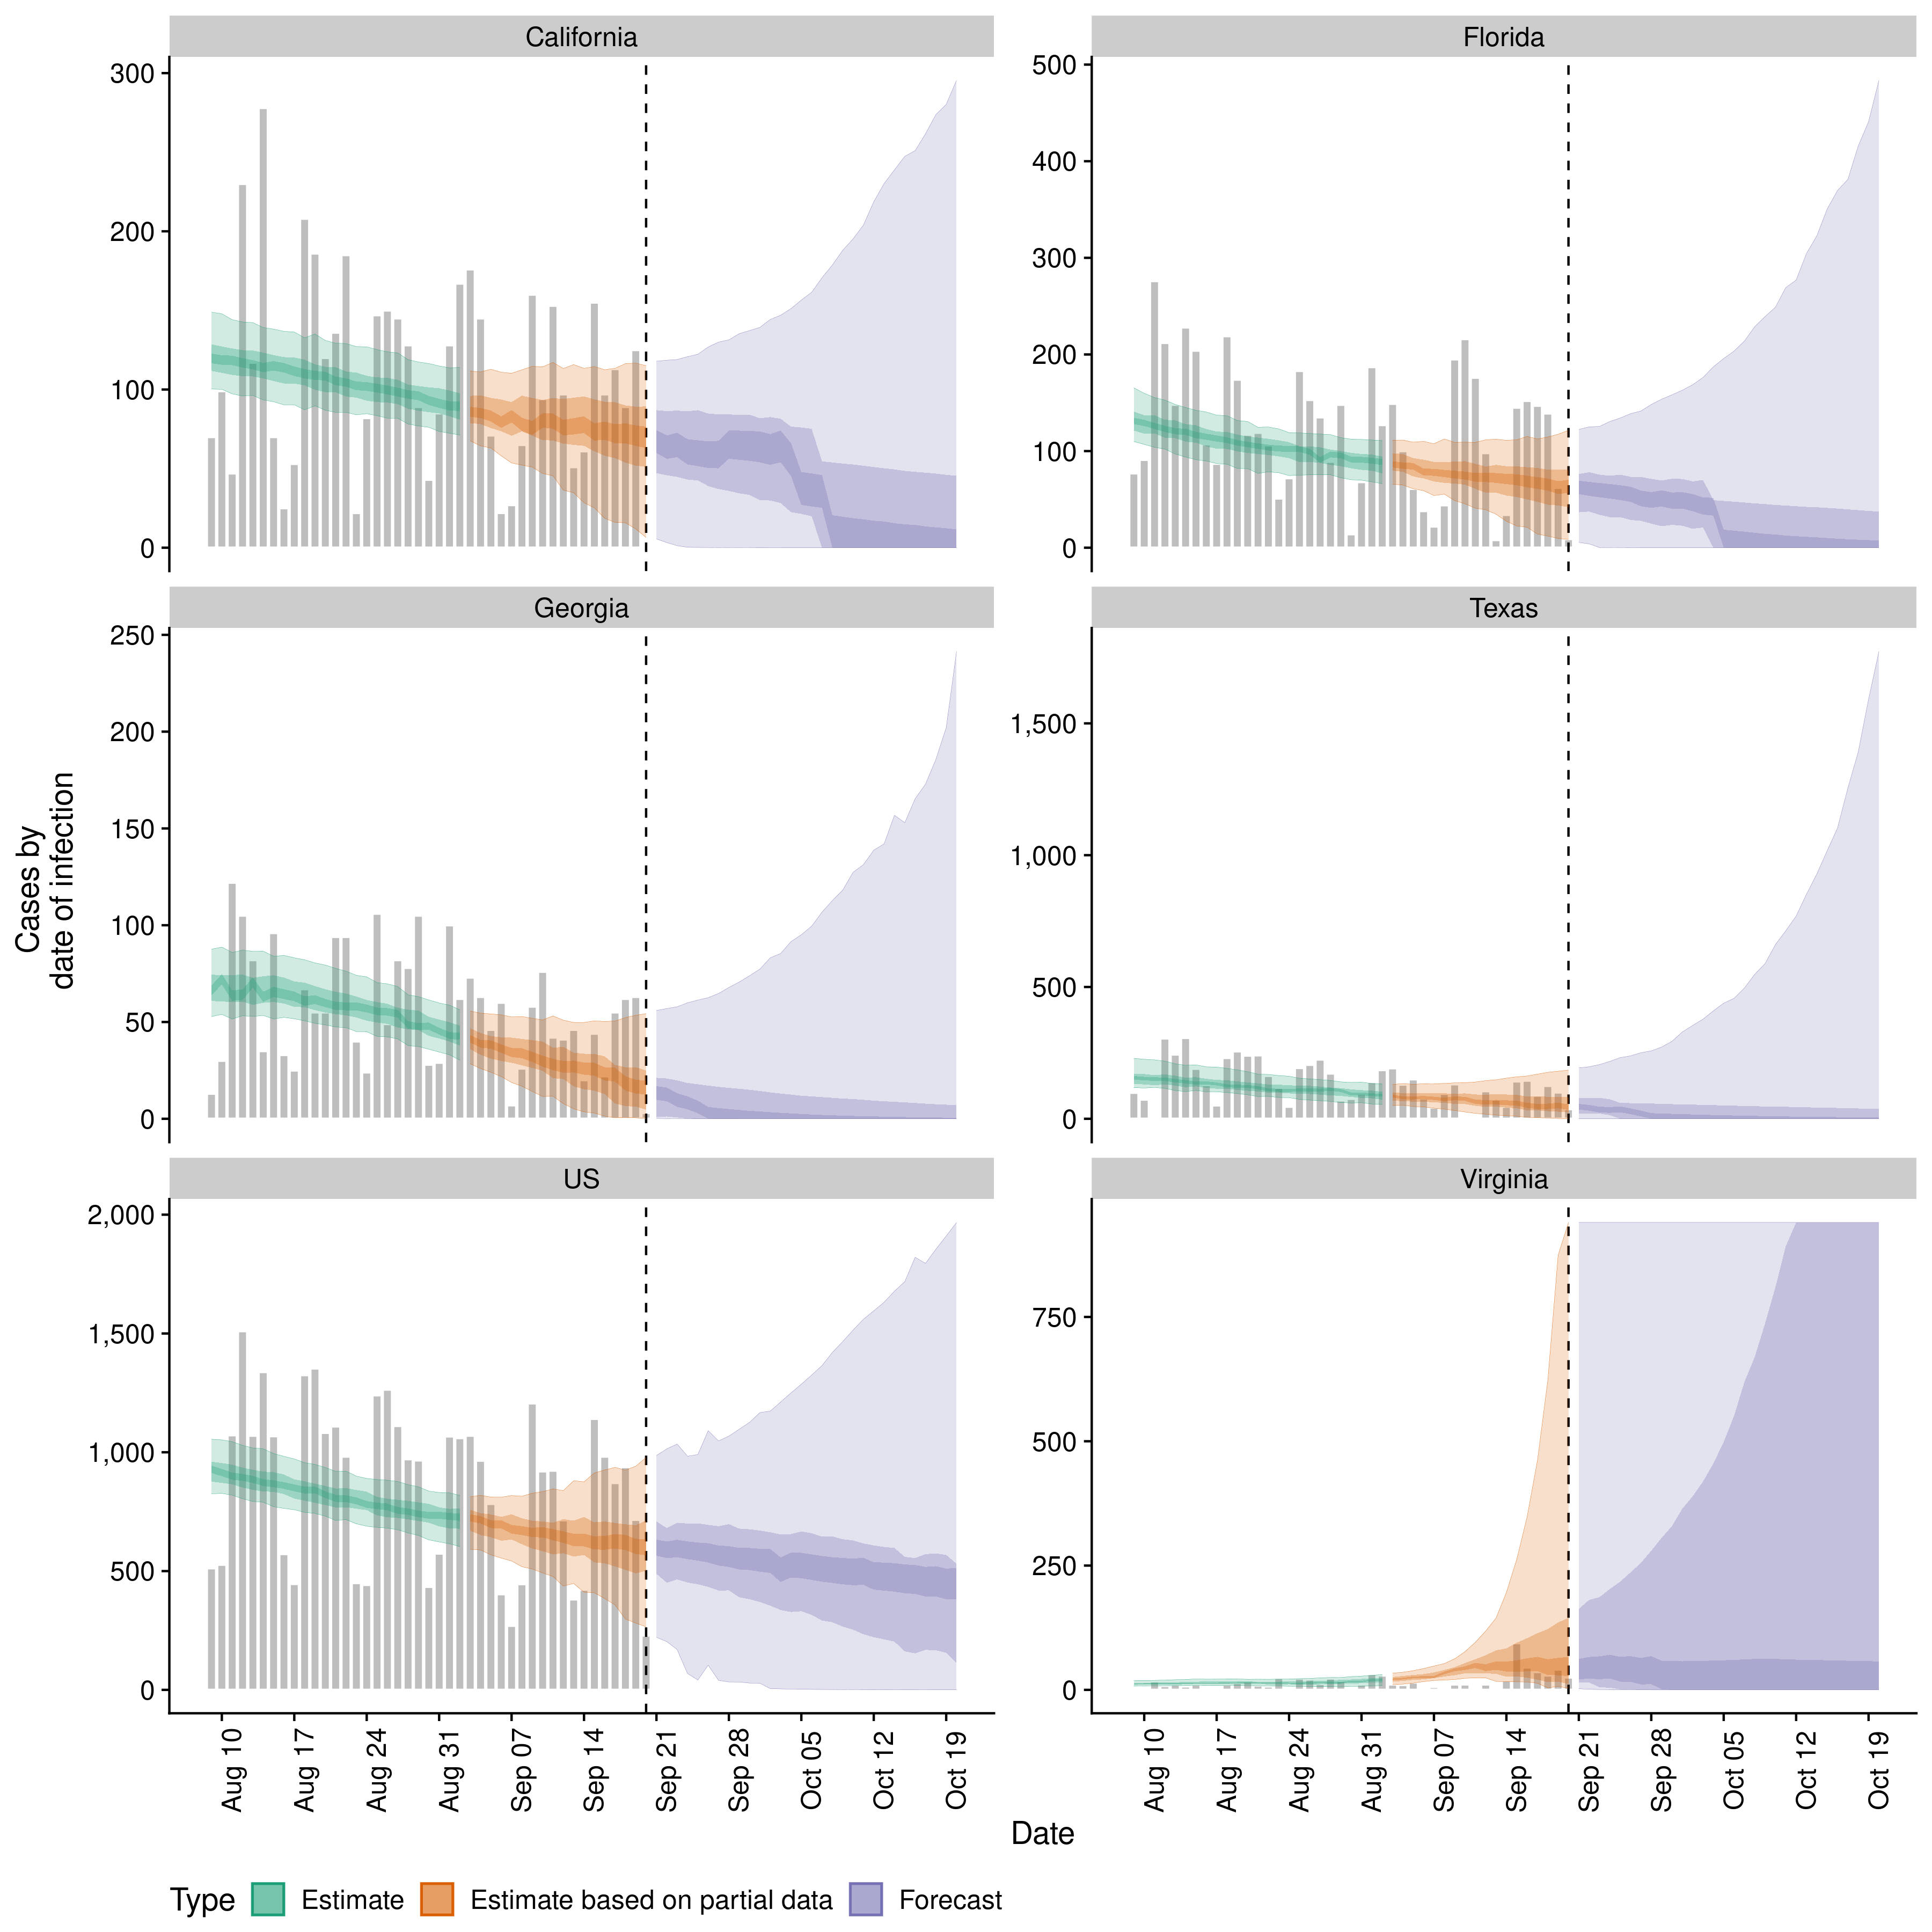 California
Florida
300
200
100
0
500
400
300
200
100
0
Georgia
Texas
250
200
150
100
50
0
1,500
1,000
500
0
US
Virginia
2,000
1,500
1,000
500
0
750
500
250
0
Cases by
date of infection
Aug 10
Aug 17
Aug 24
Aug 31
Sep 07
Sep 14
Sep 21
Sep 28
Oct 05
Oct 12
Oct 19
Aug 10
Aug 17
Aug 24
Aug 31
Sep 07
Sep 14
Sep 21
Sep 28
Oct 05
Oct 12
Oct 19
Date
Type Estimate Estimate based on partial data Forecast